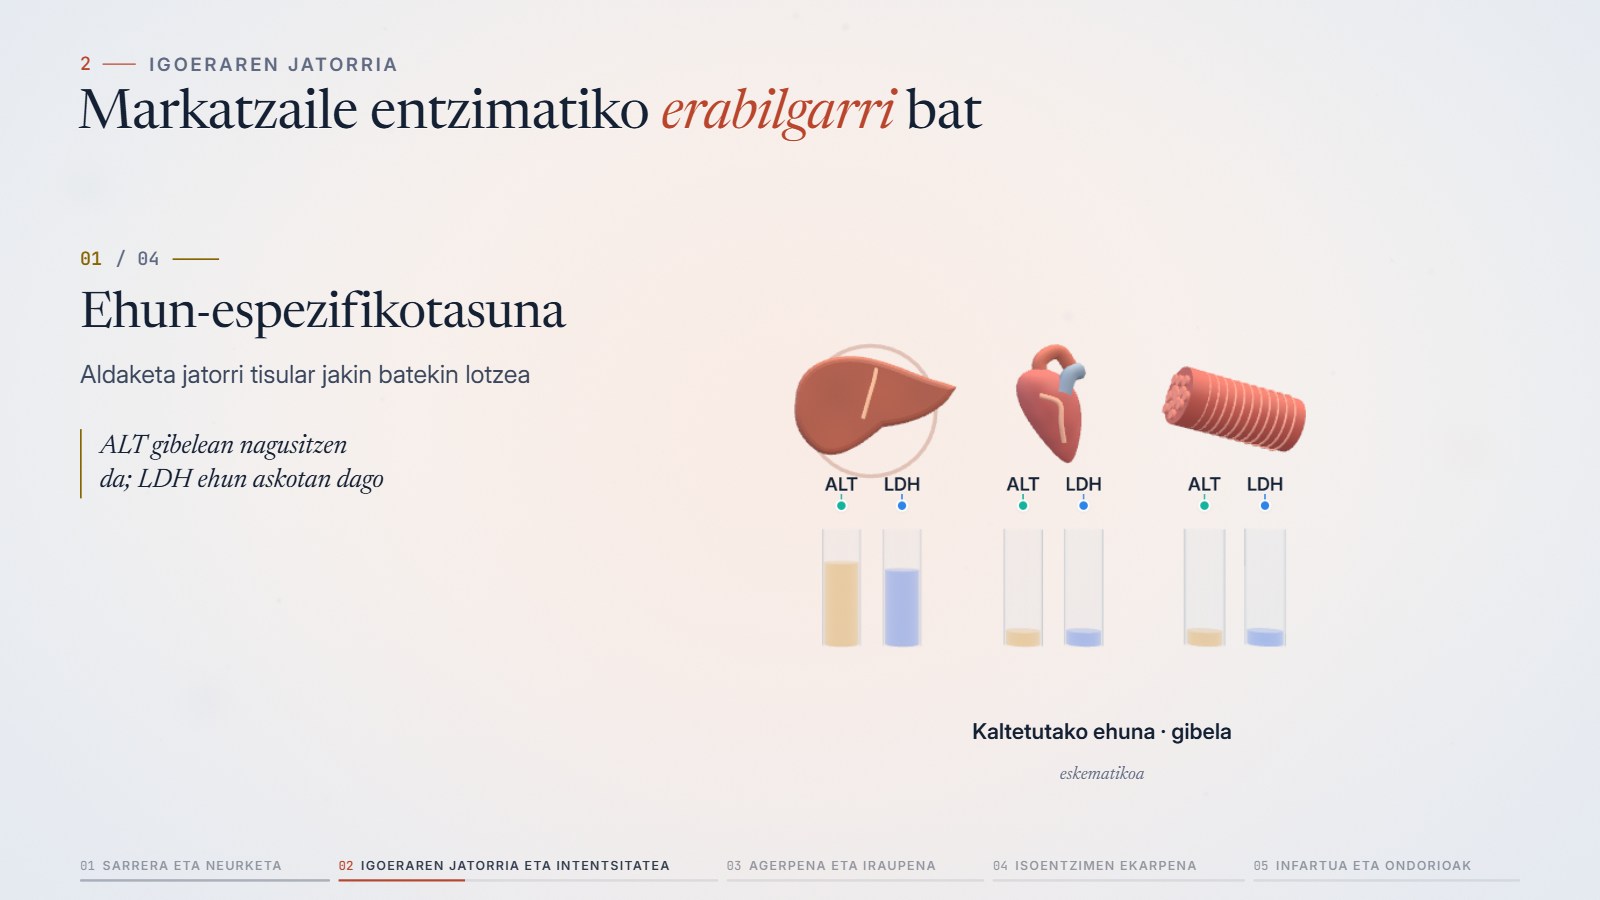 2 IGOERAREN JATORRIA
Markatzaile entzimatiko erabilgarri bat
01 / 04
Ehun-espezifikotasuna
Aldaketa jatorri tisular jakin batekin lotzea
ALT gibelean nagusitzen
da; LDH ehun askotan dago
ALT LDH ALT LDH ALT LDH
Kaltetutako ehuna · gibela
eskematikoa
01 SARRERA ETA NEURKETA 02 IGOERAREN JATORRIA ETA INTENTSITATEA 03 AGERPENA ETA IRAUPENA 04 ISOENTZIMEN EKARPENA 05 INFARTUA ETA ONDORIOAK